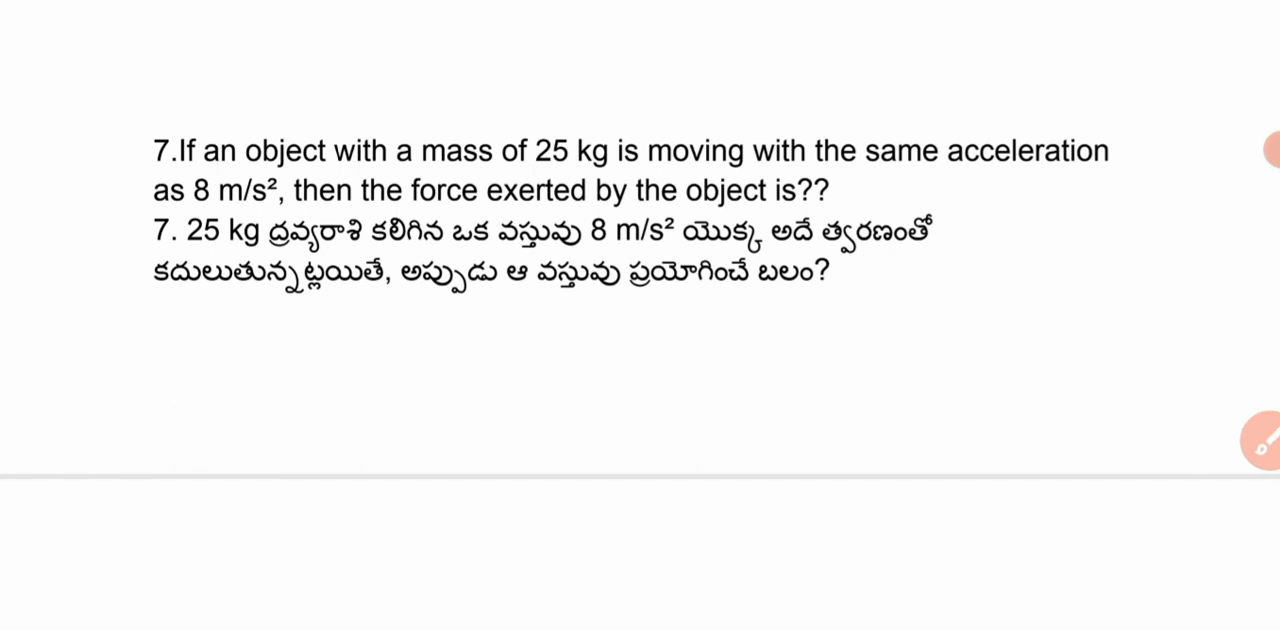 7.If an object with a mass of 25 kg is moving with the same acceleration
as 8 m/s², then the force exerted by the object is??
7. 25 kg ద్రవ్యరాశి కలిగిన ఒక వస్తువు 8 m/s² యొక్క అదే త్వరణంతో
కదులుతున్నట్లయితే, అప్పుడు ఆ వస్తువు ప్రయోగించే బలం?